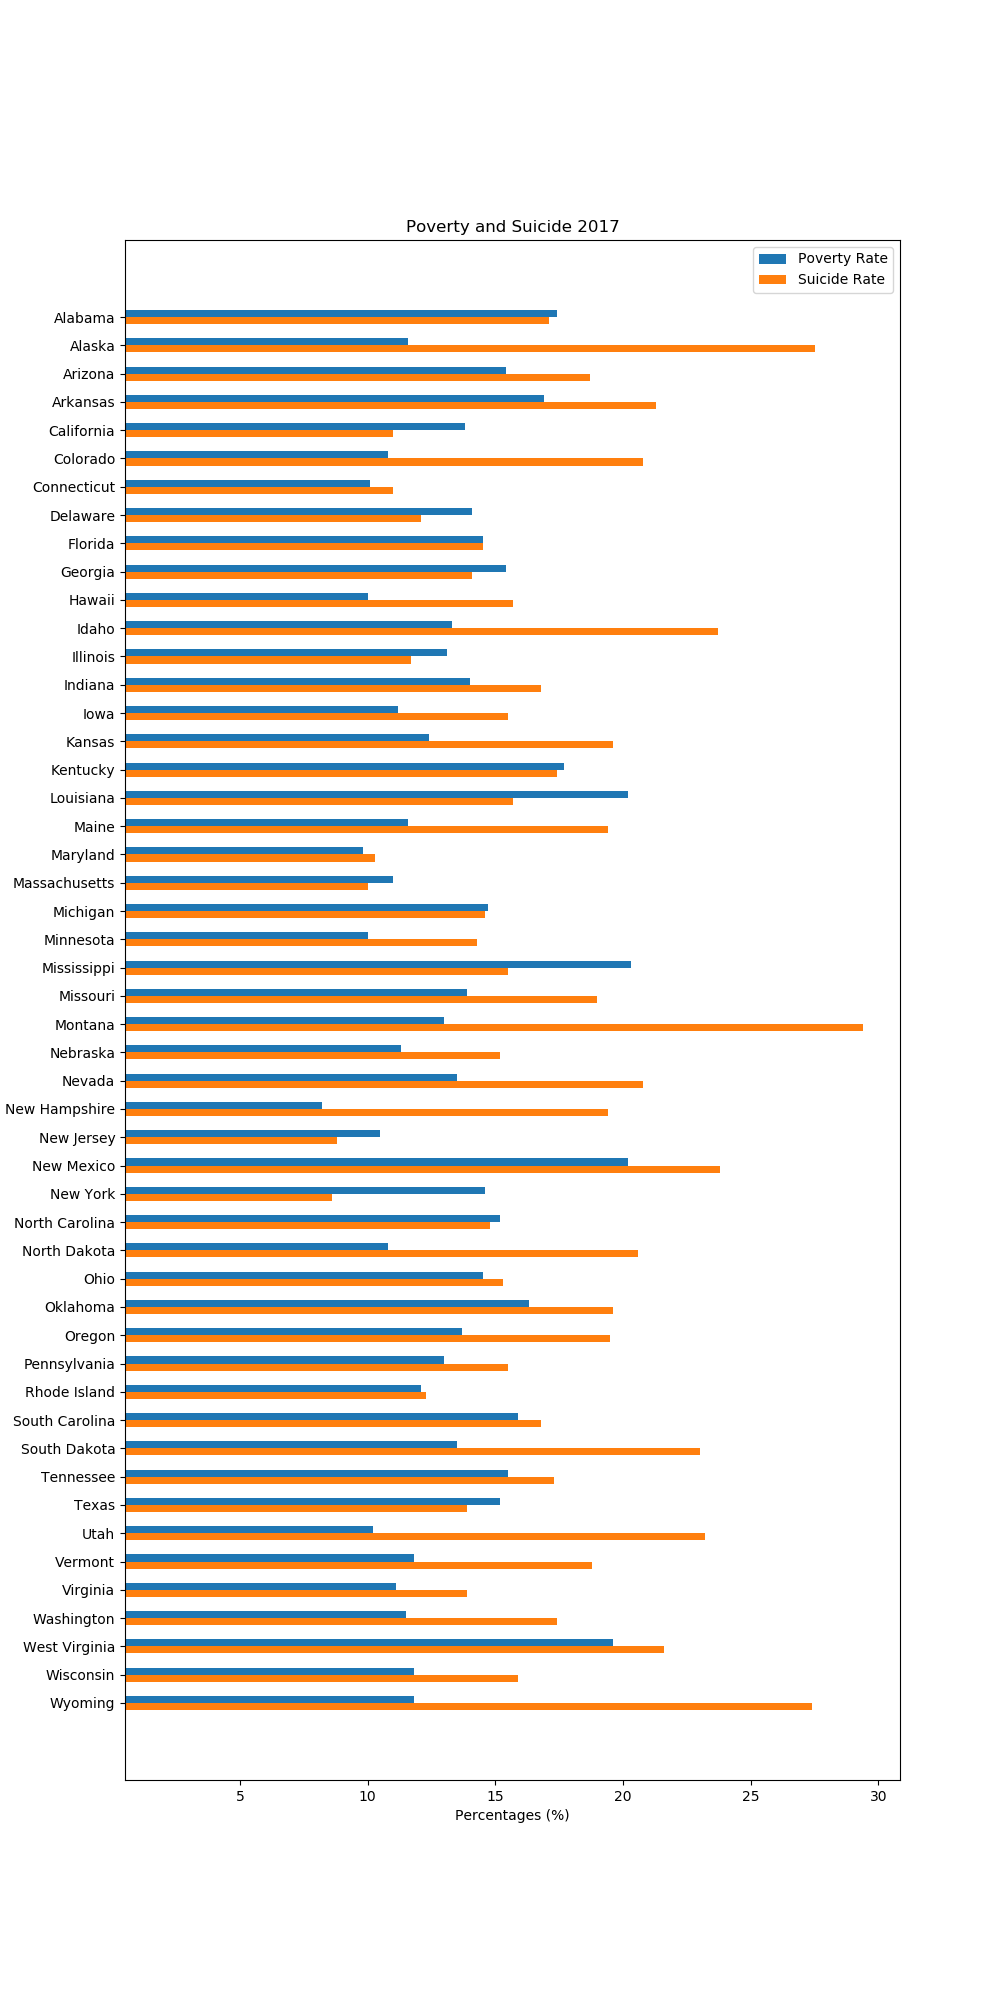 Poverty and Suicide 2017
Poverty Rate
Suicide Rate
Alabama
Alaska
Arizona
Arkansas
California
Colorado
Connecticut
Delaware
Florida
Georgia
Hawaii
Idaho
Illinois
Indiana
Iowa
Kansas
Kentucky
Louisiana
Maine
Maryland
Massachusetts
Michigan
Minnesota
Mississippi
Missouri
Montana
Nebraska
Nevada
New Hampshire
New Jersey
New Mexico
New York
North Carolina
North Dakota
Ohio
Oklahoma
Oregon
Pennsylvania
Rhode Island
South Carolina
South Dakota
Tennessee
Texas
Utah
Vermont
Virginia
Washington
West Virginia
Wisconsin
Wyoming
5 10 15 20 25 30
Percentages (%)